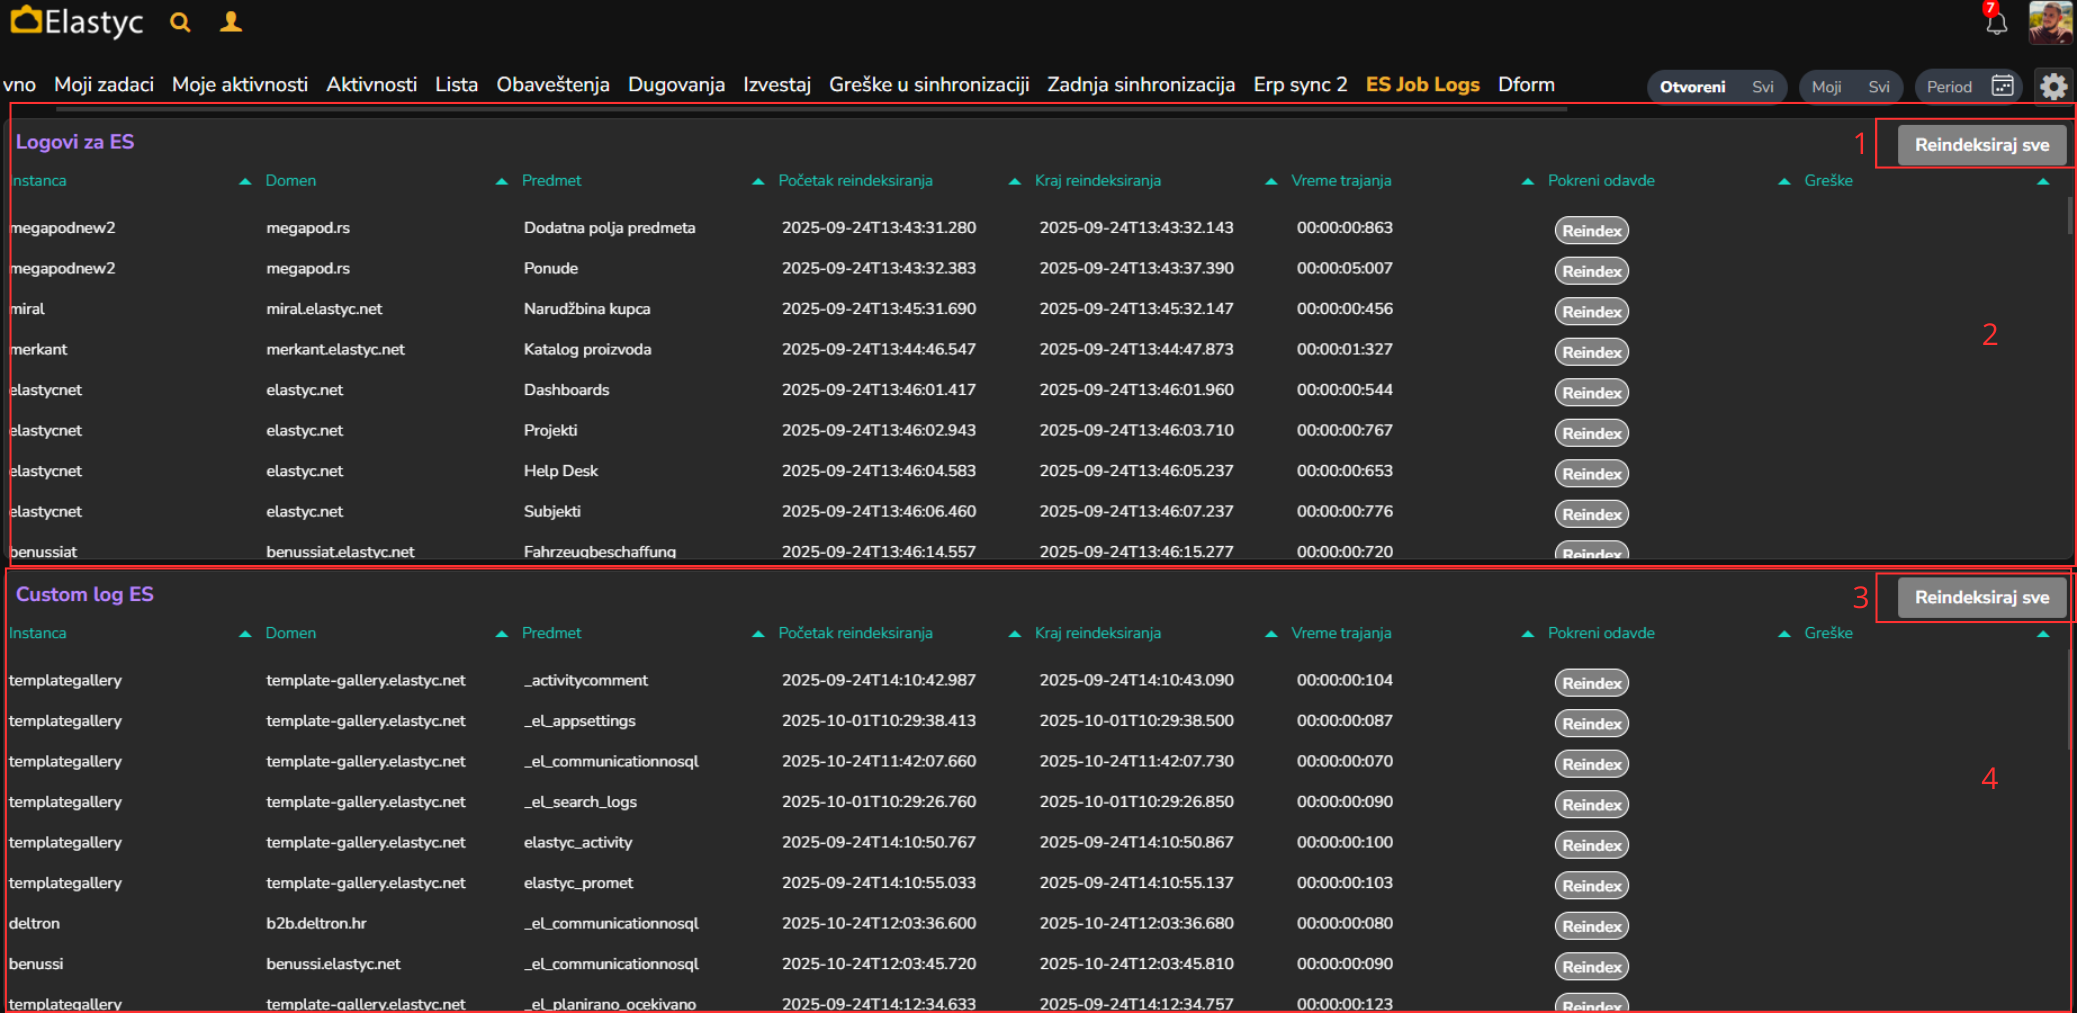 Elastyc 7
vno Moji zadaci Moje aktivnosti Aktivnosti Lista Obaveštenja Dugovanja Izvestaj Greške u sinhronizaciji Zadnja sinhronizacija Erp sync 2 ES Job Logs Dform Otvoreni Svi Moji Svi Period
Logovi za ES 1 Reindeksiraj sve
Instanca Domen Predmet Početak reindeksiranja Kraj reindeksiranja Vreme trajanja Pokreni odavde Greške
megapodnew2 megapod.rs Dodatna polja predmeta 2025-09-24T13:43:31.280 2025-09-24T13:43:32.143 00:00:00:863 Reindex
megapodnew2 megapod.rs Ponude 2025-09-24T13:43:32.383 2025-09-24T13:43:37.390 00:00:05:007 Reindex
miral miral.elastyc.net Narudžbina kupca 2025-09-24T13:45:31.690 2025-09-24T13:45:32.147 00:00:00:456 Reindex
2
merkant merkant.elastyc.net Katalog proizvoda 2025-09-24T13:44:46.547 2025-09-24T13:44:47.873 00:00:01:327 Reindex
elastycnet elastyc.net Dashboards 2025-09-24T13:46:01.417 2025-09-24T13:46:01.960 00:00:00:544 Reindex
elastycnet elastyc.net Projekti 2025-09-24T13:46:02.943 2025-09-24T13:46:03.710 00:00:00:767 Reindex
elastycnet elastyc.net Help Desk 2025-09-24T13:46:04.583 2025-09-24T13:46:05.237 00:00:00:653 Reindex
elastycnet elastyc.net Subjekti 2025-09-24T13:46:06.460 2025-09-24T13:46:07.237 00:00:00:776 Reindex
benussiat benussiat.elastyc.net Fahrzeugbeschaffung 2025-09-24T13:46:14.557 2025-09-24T13:46:15.277 00:00:00:720 Reindex
Custom log ES 3 Reindeksiraj sve
Instanca Domen Predmet Početak reindeksiranja Kraj reindeksiranja Vreme trajanja Pokreni odavde Greške
templategallery template-gallery.elastyc.net _activitycomment 2025-09-24T14:10:42.987 2025-09-24T14:10:43.090 00:00:00:104 Reindex
templategallery template-gallery.elastyc.net _el_appsettings 2025-10-01T10:29:38.413 2025-10-01T10:29:38.500 00:00:00:087 Reindex
templategallery template-gallery.elastyc.net _el_communicationnosql 2025-10-24T11:42:07.660 2025-10-24T11:42:07.730 00:00:00:070 Reindex
4
templategallery template-gallery.elastyc.net _el_search_logs 2025-10-01T10:29:26.760 2025-10-01T10:29:26.850 00:00:00:090 Reindex
templategallery template-gallery.elastyc.net elastyc_activity 2025-09-24T14:10:50.767 2025-09-24T14:10:50.867 00:00:00:100 Reindex
templategallery template-gallery.elastyc.net elastyc_promet 2025-09-24T14:10:55.033 2025-09-24T14:10:55.137 00:00:00:103 Reindex
deltron b2b.deltron.hr _el_communicationnosql 2025-10-24T12:03:36.600 2025-10-24T12:03:36.680 00:00:00:080 Reindex
benussi benussi.elastyc.net _el_communicationnosql 2025-10-24T12:03:45.720 2025-10-24T12:03:45.810 00:00:00:090 Reindex
templategallery template-gallery.elastyc.net _el_planirano_ocekivano 2025-09-24T14:12:34.633 2025-09-24T14:12:34.757 00:00:00:123 Reindex